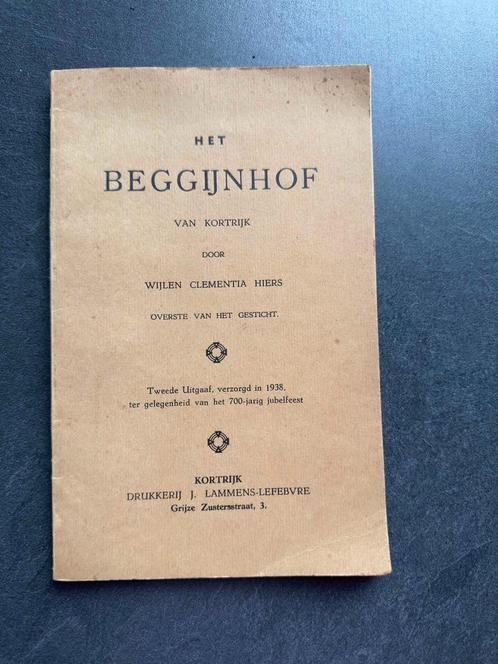 HET
BEGGIJNHOF
VAN KORTRIJK
DOOR
WIJLEN CLEMENTIA HIERS
OVERSTE VAN HET GESTICHT.
Tweede Uitgaaf, verzorgd in 1938,
ter gelegenheid van het 700-jarig jubelfeest
KORTRIJK
DRUKKERIJ J. LAMMENS-LEFEBVRE
Grijze Zustersstraat, 3.